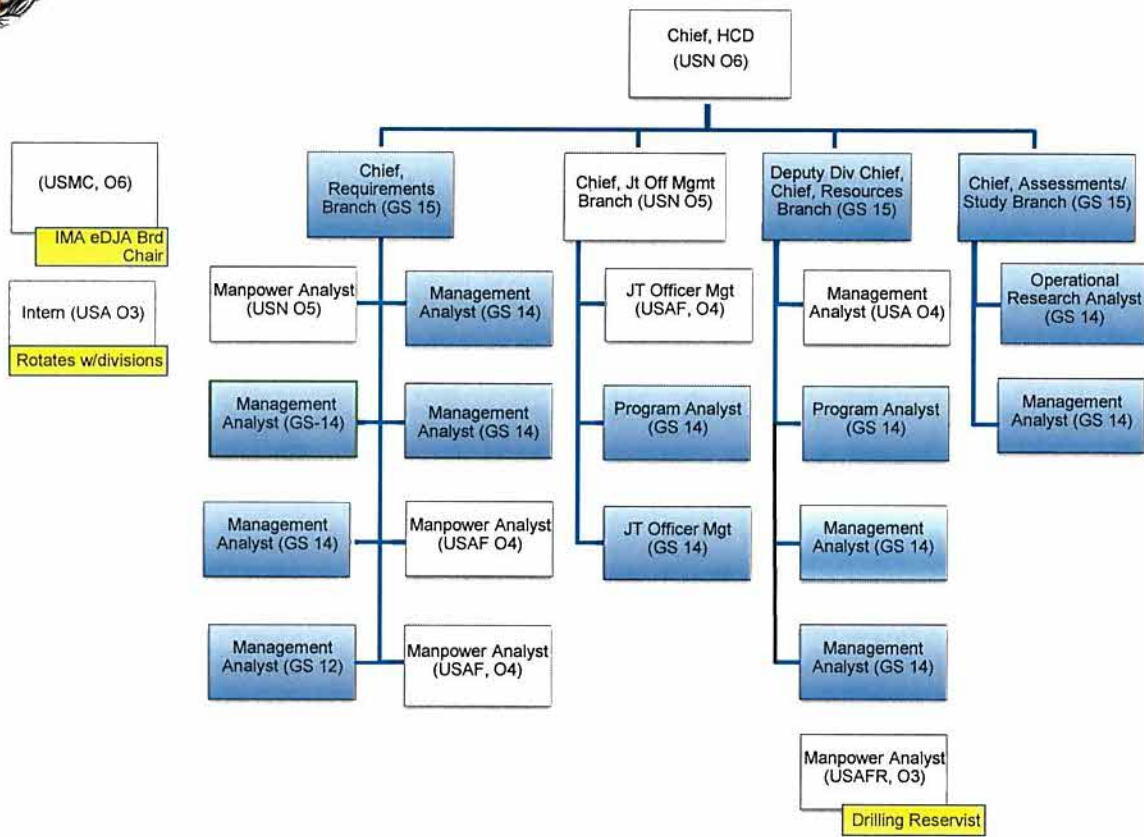 Chief, HCD
(USN O6)
(USMC, O6)
IMA eDJA Brd
Chair
Intern (USA O3)
Rotates w/divisions
Chief,
Requirements
Branch (GS 15)
Manpower Analyst
(USN O5)
Management
Analyst (GS 14)
Management
Analyst (GS-14)
Management
Analyst (GS 14)
Management
Analyst (GS 14)
Manpower Analyst
(USAF O4)
Management
Analyst (GS 12)
Manpower Analyst
(USAF, O4)
Chief, Jt Off Mgmt
Branch (USN O5)
JT Officer Mgt
(USAF, O4)
Program Analyst
(GS 14)
JT Officer Mgt
(GS 14)
Deputy Div Chief,
Chief, Resources
Branch (GS 15)
Management
Analyst (USA O4)
Program Analyst
(GS 14)
Management
Analyst (GS 14)
Management
Analyst (GS 14)
Manpower Analyst
(USAFR, O3)
Drilling Reservist
Chief, Assessments/
Study Branch (GS 15)
Operational
Research Analyst
(GS 14)
Management
Analyst (GS 14)